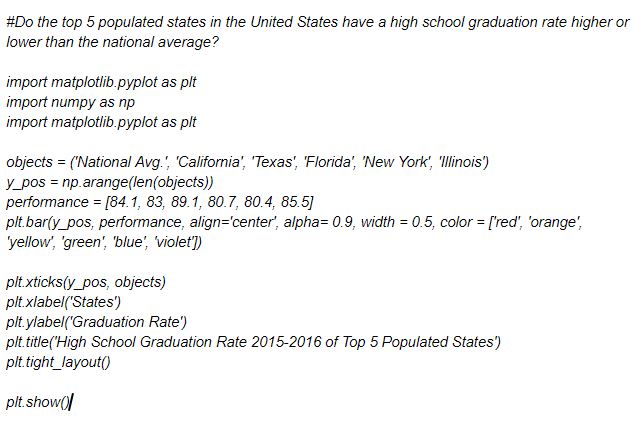 #Do the top 5 populated states in the United States have a high school graduation rate higher or
lower than the national average?
import matplotlib.pyplot as plt
import numpy as np
import matplotlib.pyplot as plt
objects = ('National Avg.', 'California', 'Texas', 'Florida', 'New York', 'Illinois')
y_pos = np.arange(len(objects))
performance = [84.1, 83, 89.1, 80.7, 80.4, 85.5]
plt.bar(y_pos, performance, align='center', alpha= 0.9, width = 0.5, color = ['red', 'orange',
'yellow', 'green', 'blue', 'violet'])
plt.xticks(y_pos, objects)
plt.xlabel('States')
plt.ylabel('Graduation Rate')
plt.title('High School Graduation Rate 2015-2016 of Top 5 Populated States')
plt.tight_layout()
plt.show()